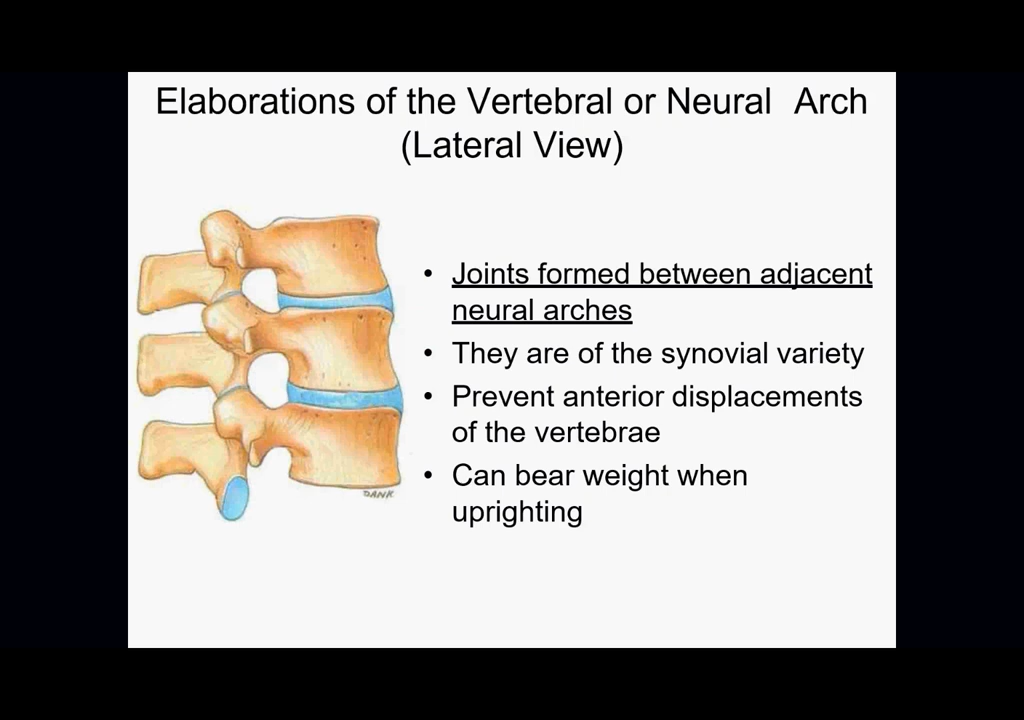 Elaborations of the Vertebral or Neural Arch
(Lateral View)
• Joints formed between adjacent
neural arches
• They are of the synovial variety
• Prevent anterior displacements
of the vertebrae
• Can bear weight when
uprighting
DANK